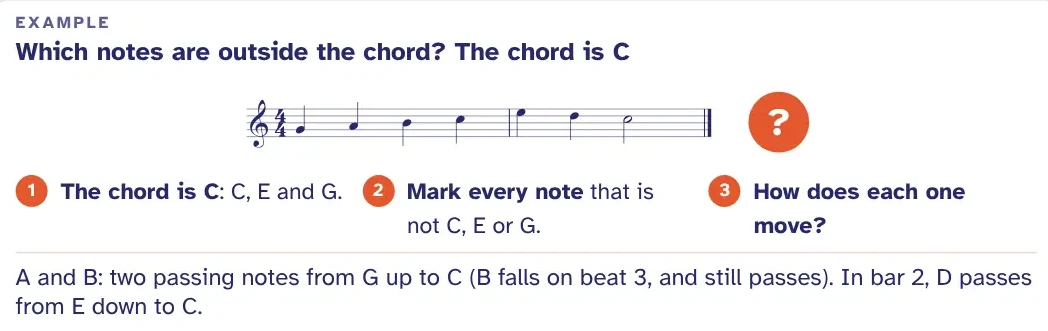 EXAMPLE
Which notes are outside the chord? The chord is C
4
4
?
1 The chord is C: C, E and G.
2 Mark every note that is
not C, E or G.
3 How does each one
move?
A and B: two passing notes from G up to C (B falls on beat 3, and still passes). In bar 2, D passes
from E down to C.